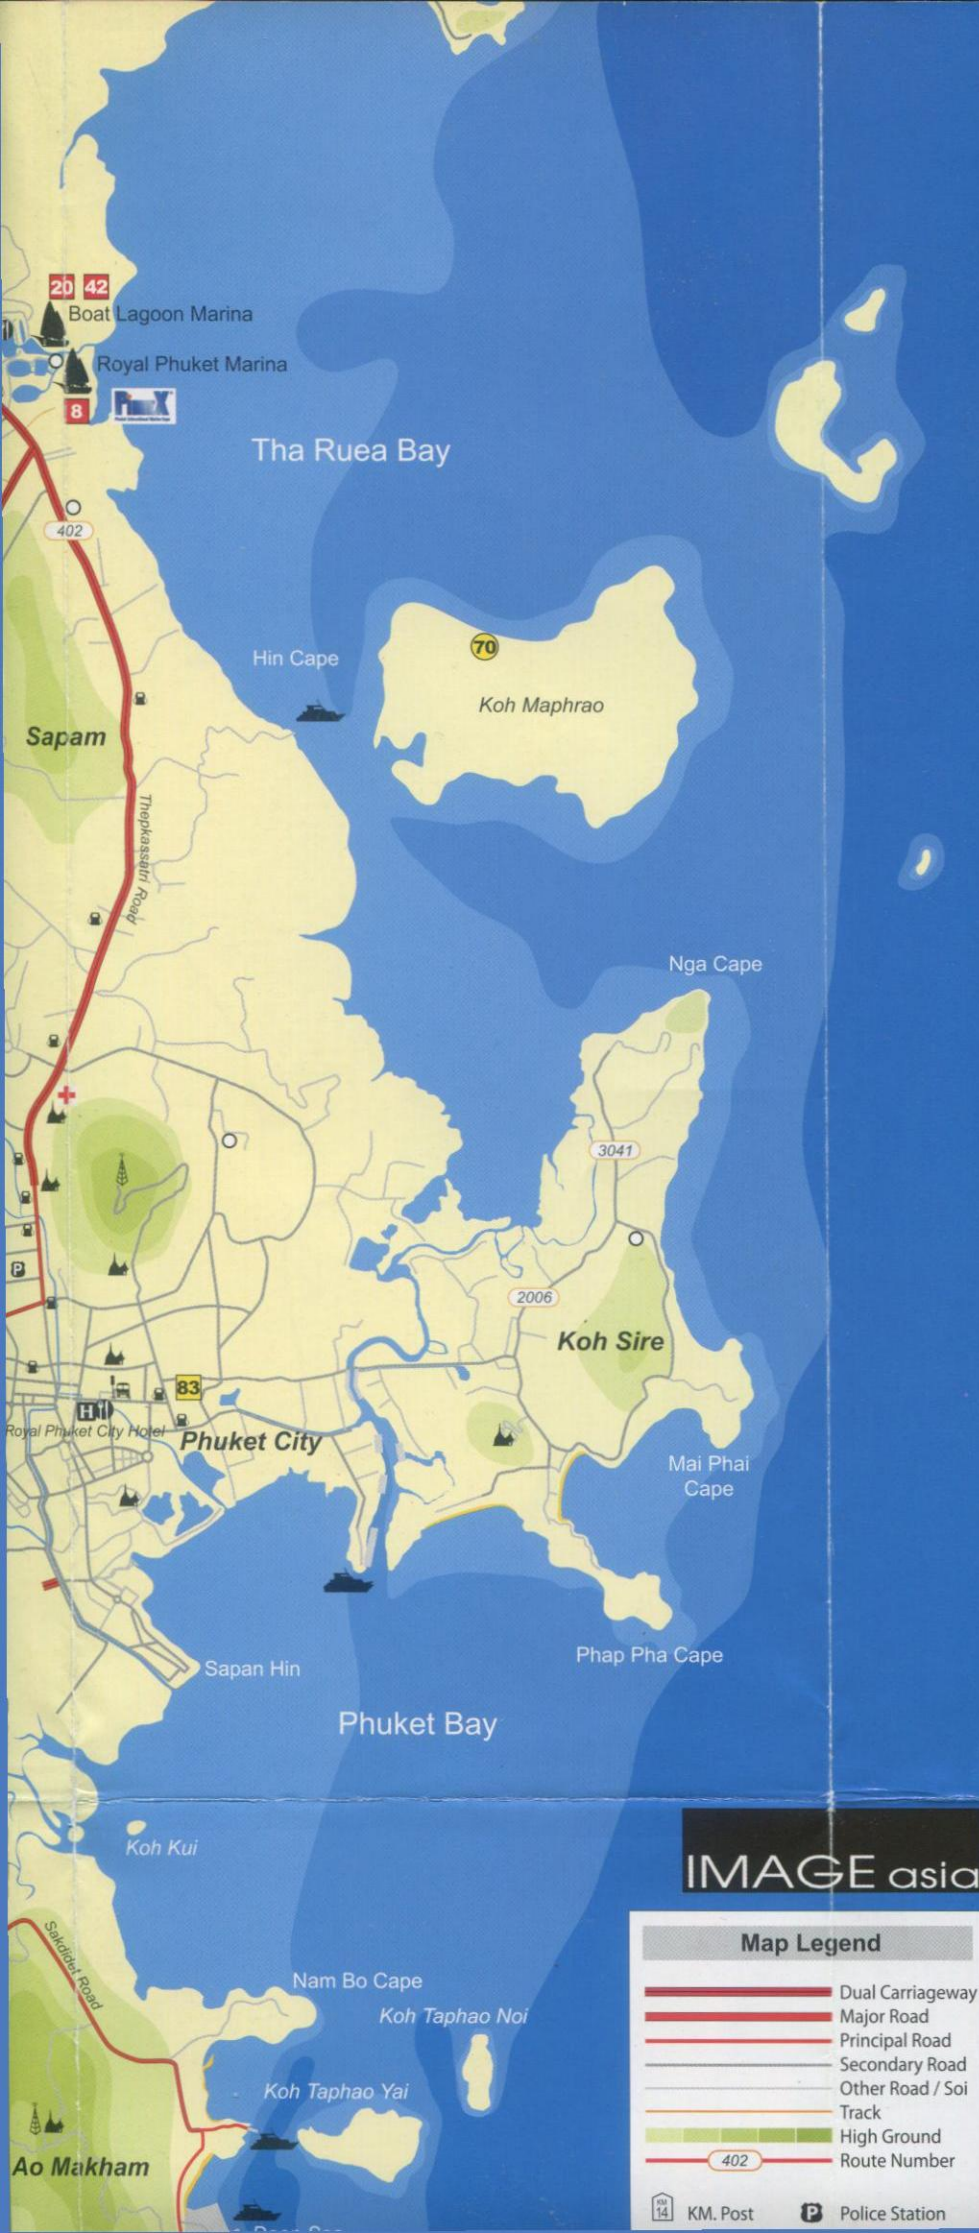 20 42
Boat Lagoon Marina
Royal Phuket Marina
8
Tha Ruea Bay
402
Hin Cape
70
Koh Maphrao
Sapam
Thepkassatri Road
Nga Cape
3041
2006
Koh Sire
83
H
Royal Phuket City Hotel
Phuket City
Mai Phai
Cape
Phap Pha Cape
Sapan Hin
Phuket Bay
Koh Kui
IMAGE asia
Sakdidet Road
Nam Bo Cape
Koh Taphao Noi
Koh Taphao Yai
Ao Makham
Map Legend
Dual Carriageway
Major Road
Principal Road
Secondary Road
Other Road / Soi
Track
High Ground
402 Route Number
KM 14 KM. Post
P Police Station